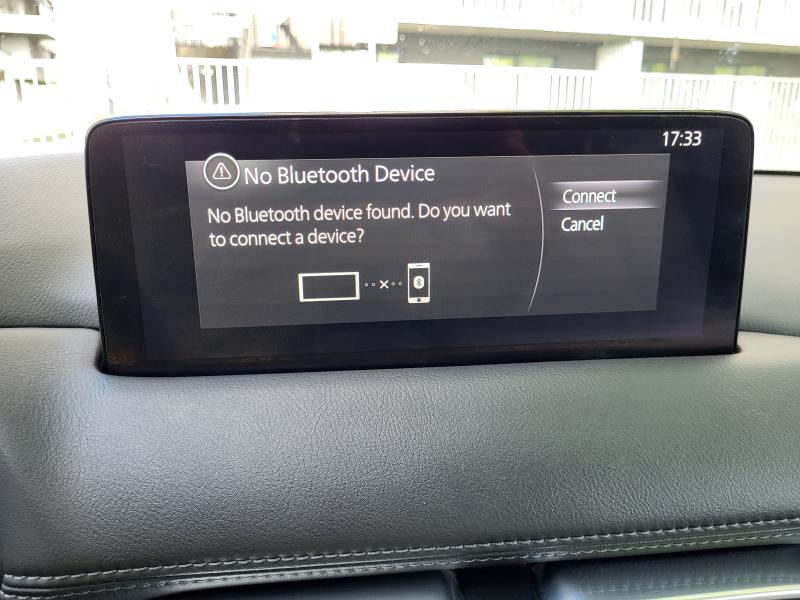 17:33
No Bluetooth Device
No Bluetooth device found. Do you want
to connect a device?
Connect
Cancel